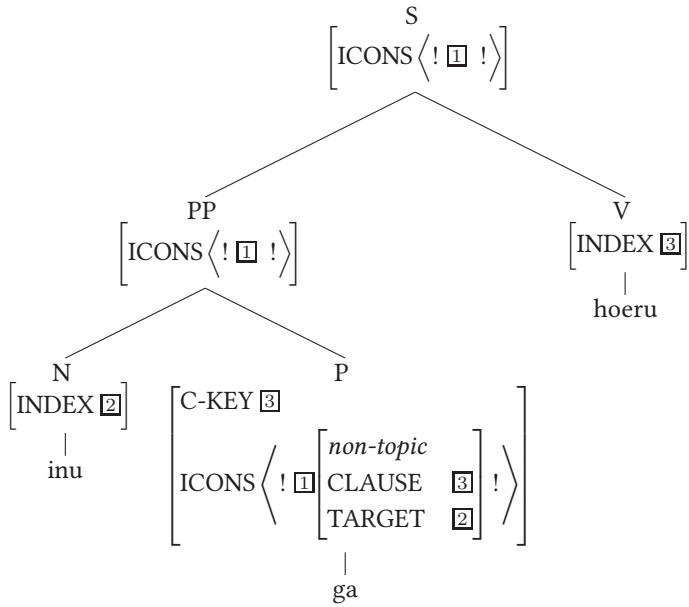 S
[ICONS ⟨! 1 !⟩]
PP
[ICONS ⟨! 1 !⟩]
V
[INDEX 3]
hoeru
N
[INDEX 2]
inu
P
C-KEY 3
ICONS ⟨! 1 [non-topic
CLAUSE 3
TARGET 2] !⟩
ga